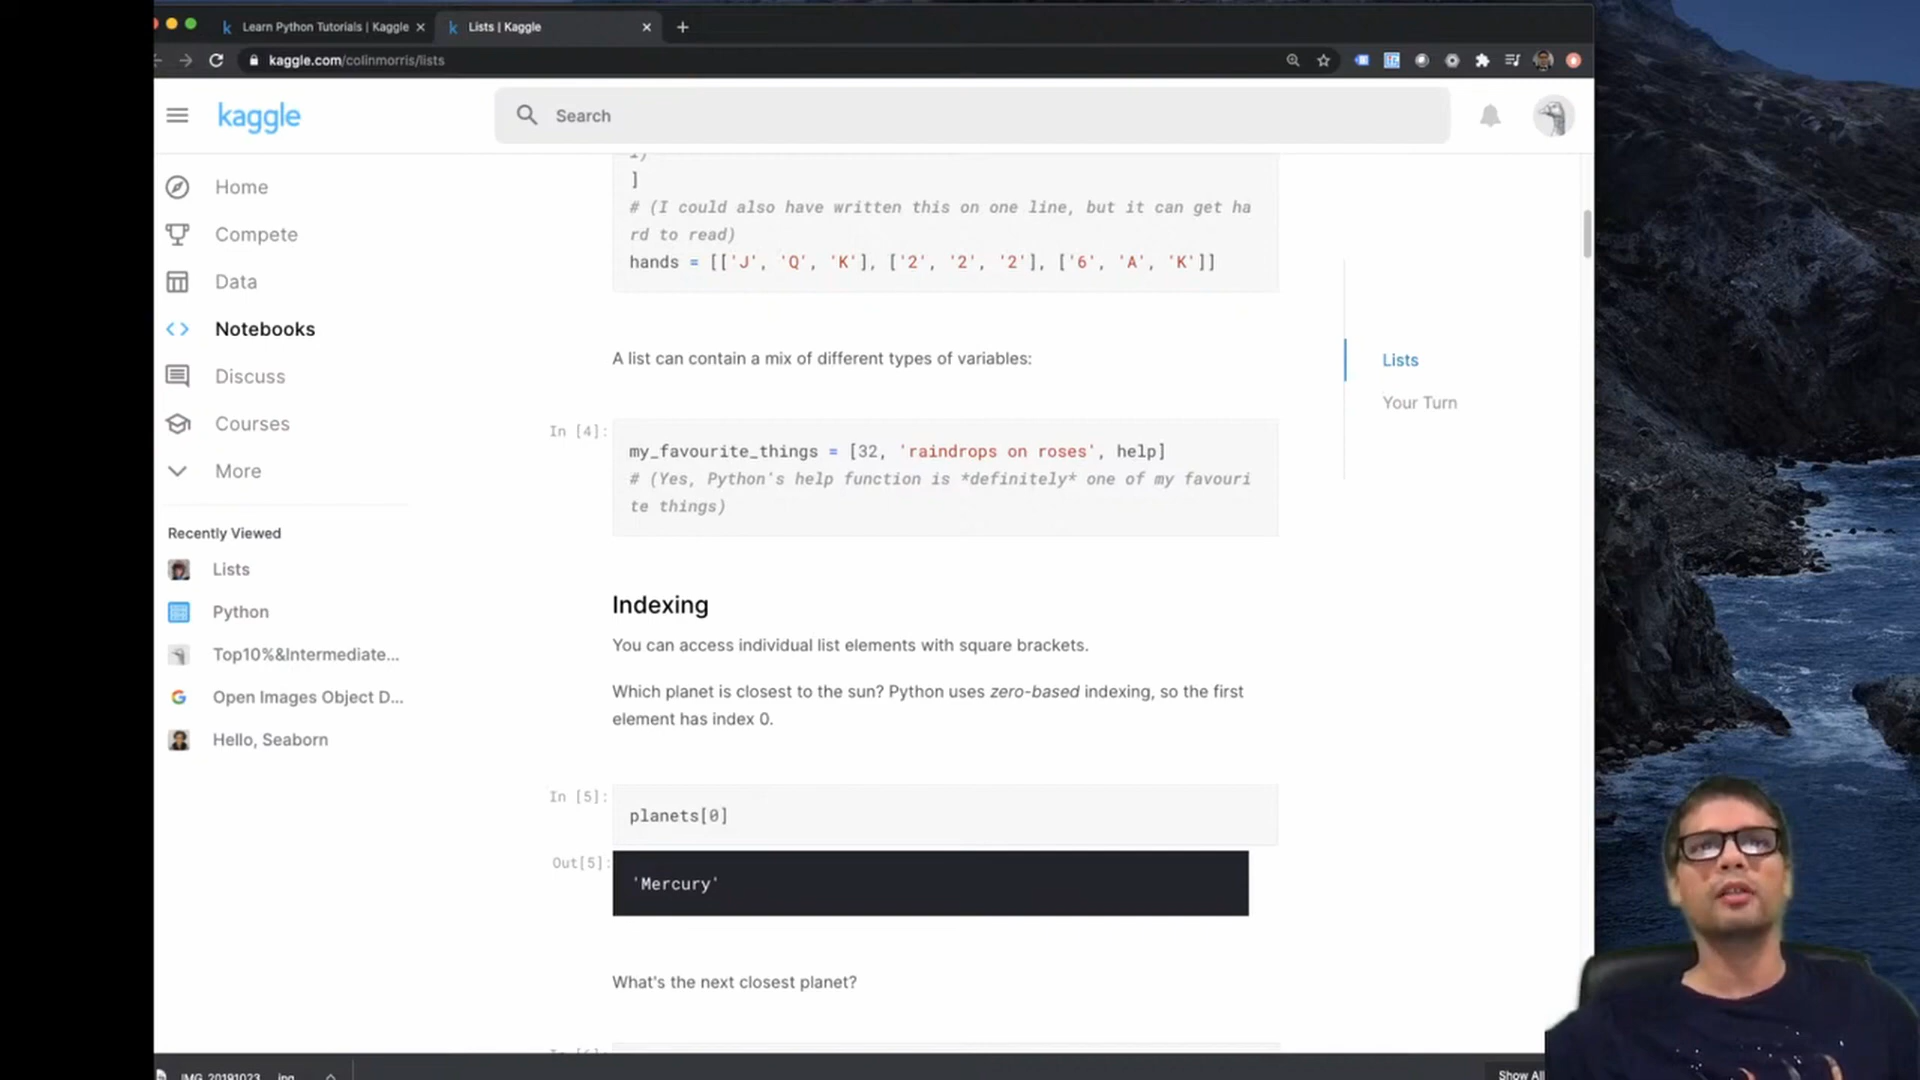 Learn Python Tutorials | Kaggle
Lists | Kaggle
kaggle.com/colinmorris/lists
kaggle
Search
Home
Compete
Data
Notebooks
Discuss
Courses
More
Recently Viewed
Lists
Python
Top10%&Intermediate...
Open Images Object D...
Hello, Seaborn
]
# (I could also have written this on one line, but it can get ha
rd to read)
hands = [['J', 'Q', 'K'], ['2', '2', '2'], ['6', 'A', 'K']]
A list can contain a mix of different types of variables:
In [4]:
my_favourite_things = [32, 'raindrops on roses', help]
# (Yes, Python's help function is *definitely* one of my favouri
te things)
Indexing
You can access individual list elements with square brackets.
Which planet is closest to the sun? Python uses zero-based indexing, so the first
element has index 0.
In [5]:
planets[0]
Out[5]:
'Mercury'
What's the next closest planet?
Lists
Your Turn
IMG_20191023....jpg
Show All